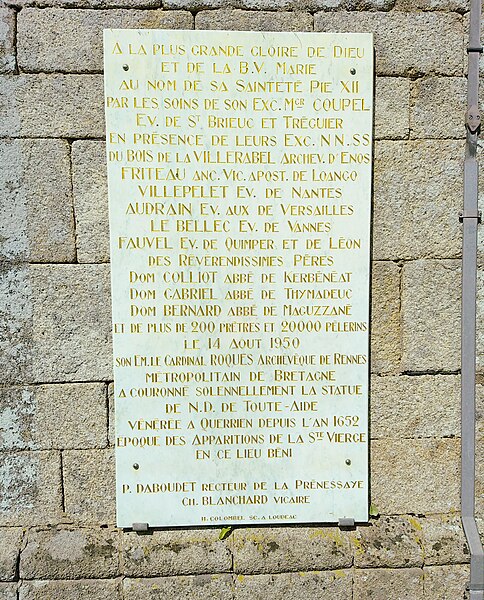 A LA PLUS GRANDE GLOIRE DE DIEU
ET DE LA B.V. MARIE
AU NOM DE SA SAINTETÉ PIE XII
PAR LES SOINS DE SON EXC. MGR COUPEL
EV. DE ST BRIEUC ET TRÉGUIER
EN PRÉSENCE DE LEURS EXC. NN.SS
DU BOIS DE LA VILLERABEL ARCHEV. D'ENOS
FRITEAU ANC. VIC. APOST. DE LOANGO
VILLEPELET EV. DE NANTES
AUDRAIN EV. AUX. DE VERSAILLES
LE BELLEC EV. DE VANNES
FAUVEL EV. DE QUIMPER ET DE LÉON
DES RÉVÉRENDISSIMES PÈRES
DOM COLLIOT ABBÉ DE KERBÉNÉAT
DOM GABRIEL ABBÉ DE THYMADEUC
DOM BERNARD ABBÉ DE MAGUZZANE
ET DE PLUS DE 200 PRÊTRES ET 20000 PÈLERINS
LE 14 AOUT 1950
SON EM. LE CARDINAL ROQUES ARCHEVÊQUE DE RENNES
MÉTROPOLITAIN DE BRETAGNE
A COURONNÉ SOLENNELLEMENT LA STATUE
DE N.D. DE TOUTE-AIDE
VÉNÉRÉE A QUERRIEN DEPUIS L'AN 1652
EPOQUE DES APPARITIONS DE LA STE VIERGE
EN CE LIEU BÉNI
P. DABOUDET RECTEUR DE LA PRÉNESSAYE
CH. BLANCHARD VICAIRE
H. COLOMBEL SC. A LOUDEAC